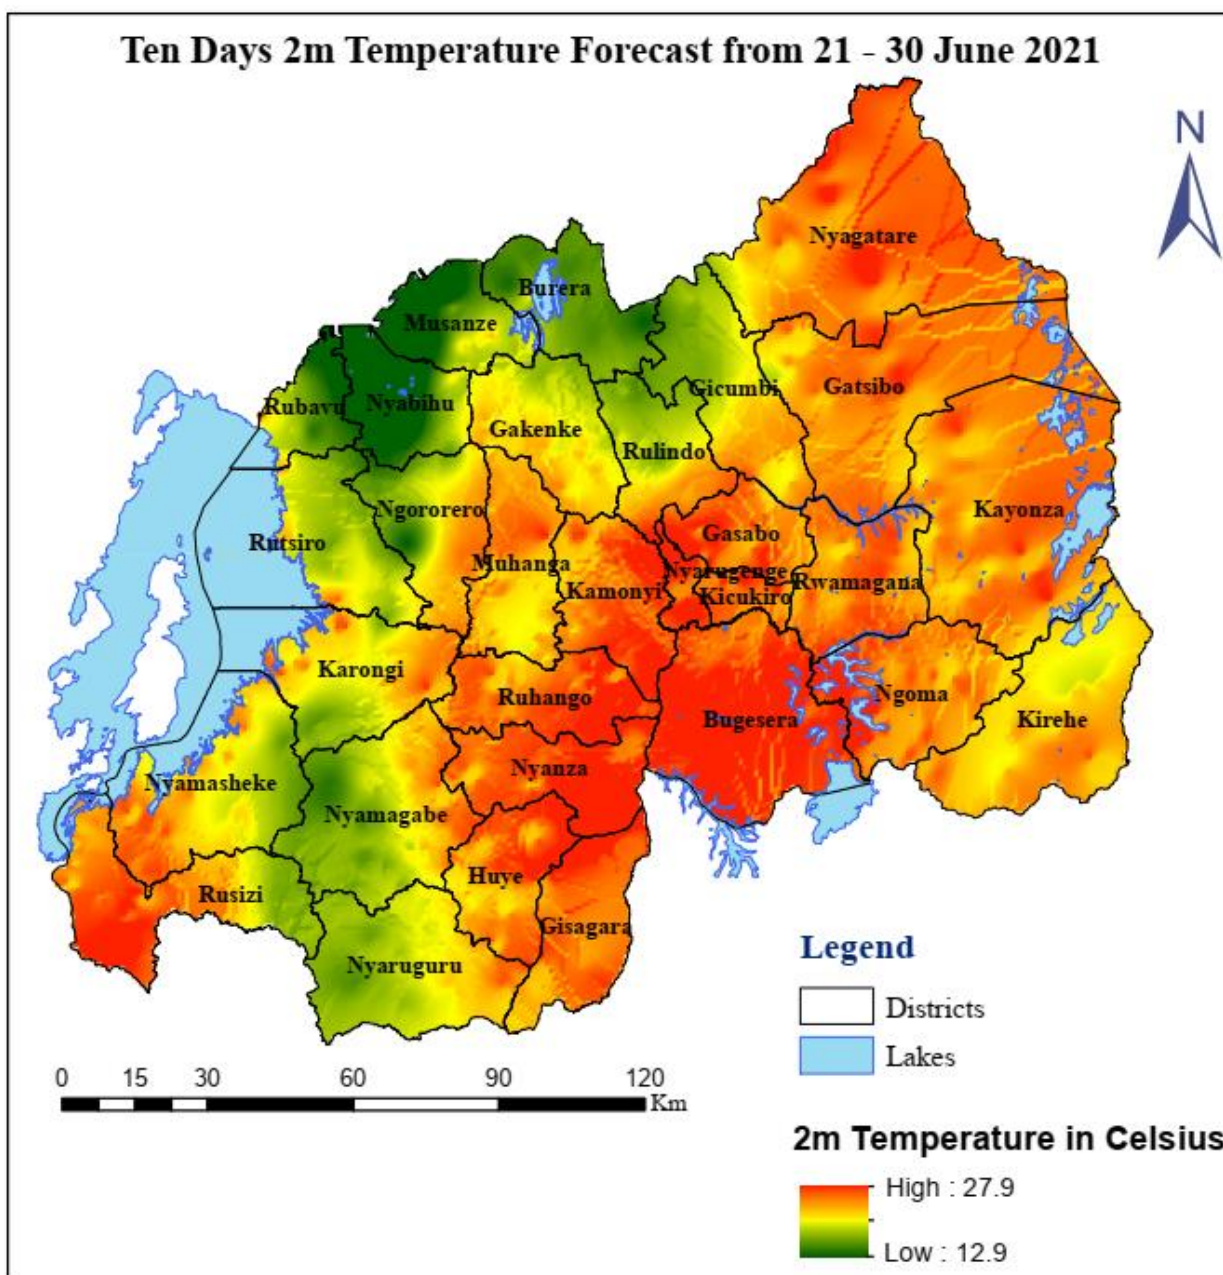 Ten Days 2m Temperature Forecast from 21 - 30 June 2021
N
Nyagatare
Burera
Musanze
Rubavu
Nyabihu
Gicumbi
Gatsibo
Gakenke
Rulindo
Ngororero
Kayonza
Rutsiro
Gasabo
Muhanga
Nyarugenge
Kamonyi
Kicukiro
Rwamagana
Karongi
Ruhango
Bugesera
Ngoma
Kirehe
Nyamasheke
Nyanza
Nyamagabe
Huye
Rusizi
Gisagara
Nyaruguru
Legend
Districts
Lakes
0 15 30 60 90 120
Km
2m Temperature in Celsius
High : 27.9
Low : 12.9